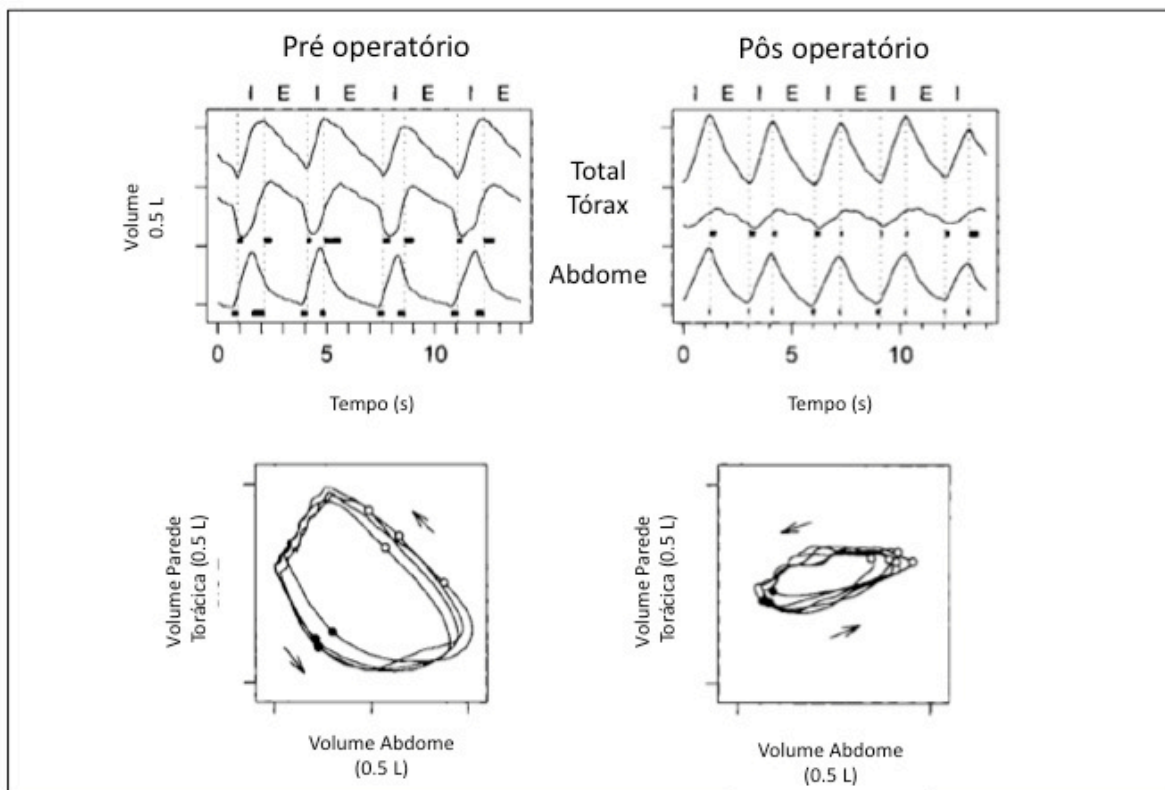 Pré operatório
Pôs operatório
I E I E I E I E
I E I E I E I E I
Volume
0.5 L
Total
Tórax
Abdome
0 5 10
0 5 10
Tempo (s)
Tempo (s)
Volume Parede
Torácica (0.5 L)
Volume Parede
Torácica (0.5 L)
Volume Abdome
(0.5 L)
Volume Abdome
(0.5 L)